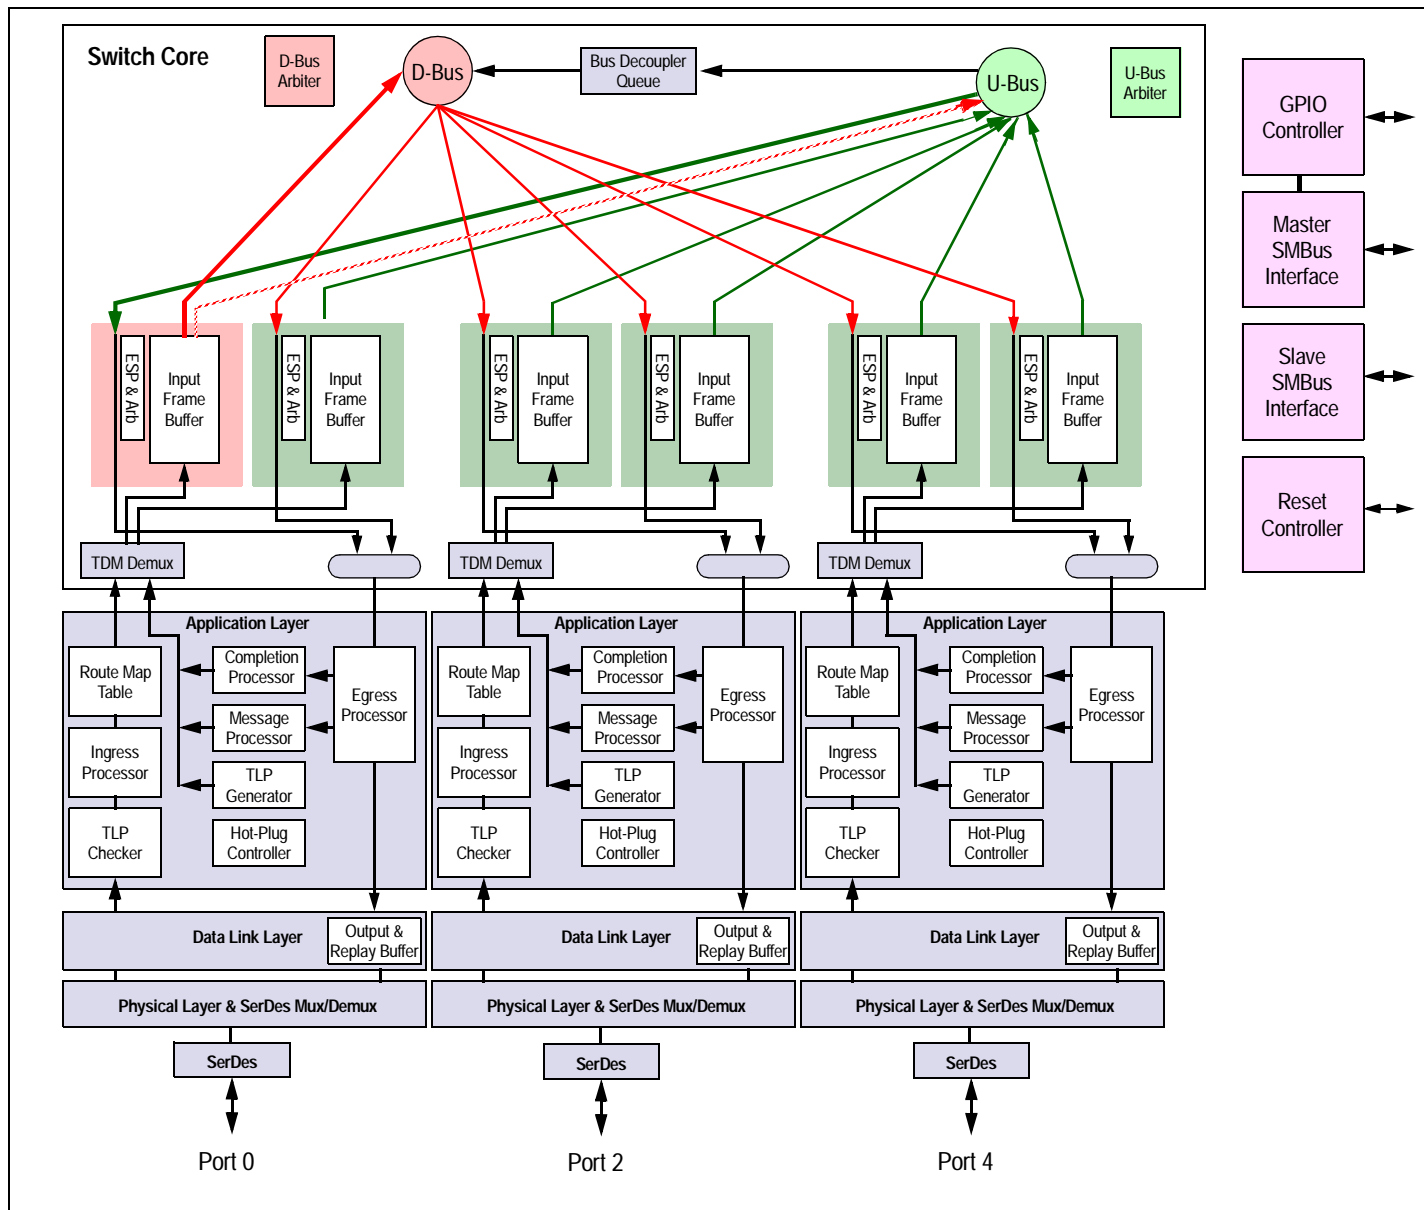 Switch Core
D-Bus
Arbiter
D-Bus
Bus Decoupler
Queue
U-Bus
U-Bus
Arbiter
GPIO
Controller
Master
SMBus
Interface
Slave
SMBus
Interface
Reset
Controller
ESP & Arb
Input
Frame
Buffer
ESP & Arb
Input
Frame
Buffer
ESP & Arb
Input
Frame
Buffer
ESP & Arb
Input
Frame
Buffer
ESP & Arb
Input
Frame
Buffer
ESP & Arb
Input
Frame
Buffer
TDM Demux
TDM Demux
TDM Demux
Application Layer
Route Map
Table
Completion
Processor
Egress
Processor
Message
Processor
Ingress
Processor
TLP
Generator
TLP
Checker
Hot-Plug
Controller
Application Layer
Route Map
Table
Completion
Processor
Egress
Processor
Message
Processor
Ingress
Processor
TLP
Generator
TLP
Checker
Hot-Plug
Controller
Application Layer
Route Map
Table
Completion
Processor
Egress
Processor
Message
Processor
Ingress
Processor
TLP
Generator
TLP
Checker
Hot-Plug
Controller
Data Link Layer
Output &
Replay Buffer
Data Link Layer
Output &
Replay Buffer
Data Link Layer
Output &
Replay Buffer
Physical Layer & SerDes Mux/Demux
Physical Layer & SerDes Mux/Demux
Physical Layer & SerDes Mux/Demux
SerDes
SerDes
SerDes
Port 0
Port 2
Port 4